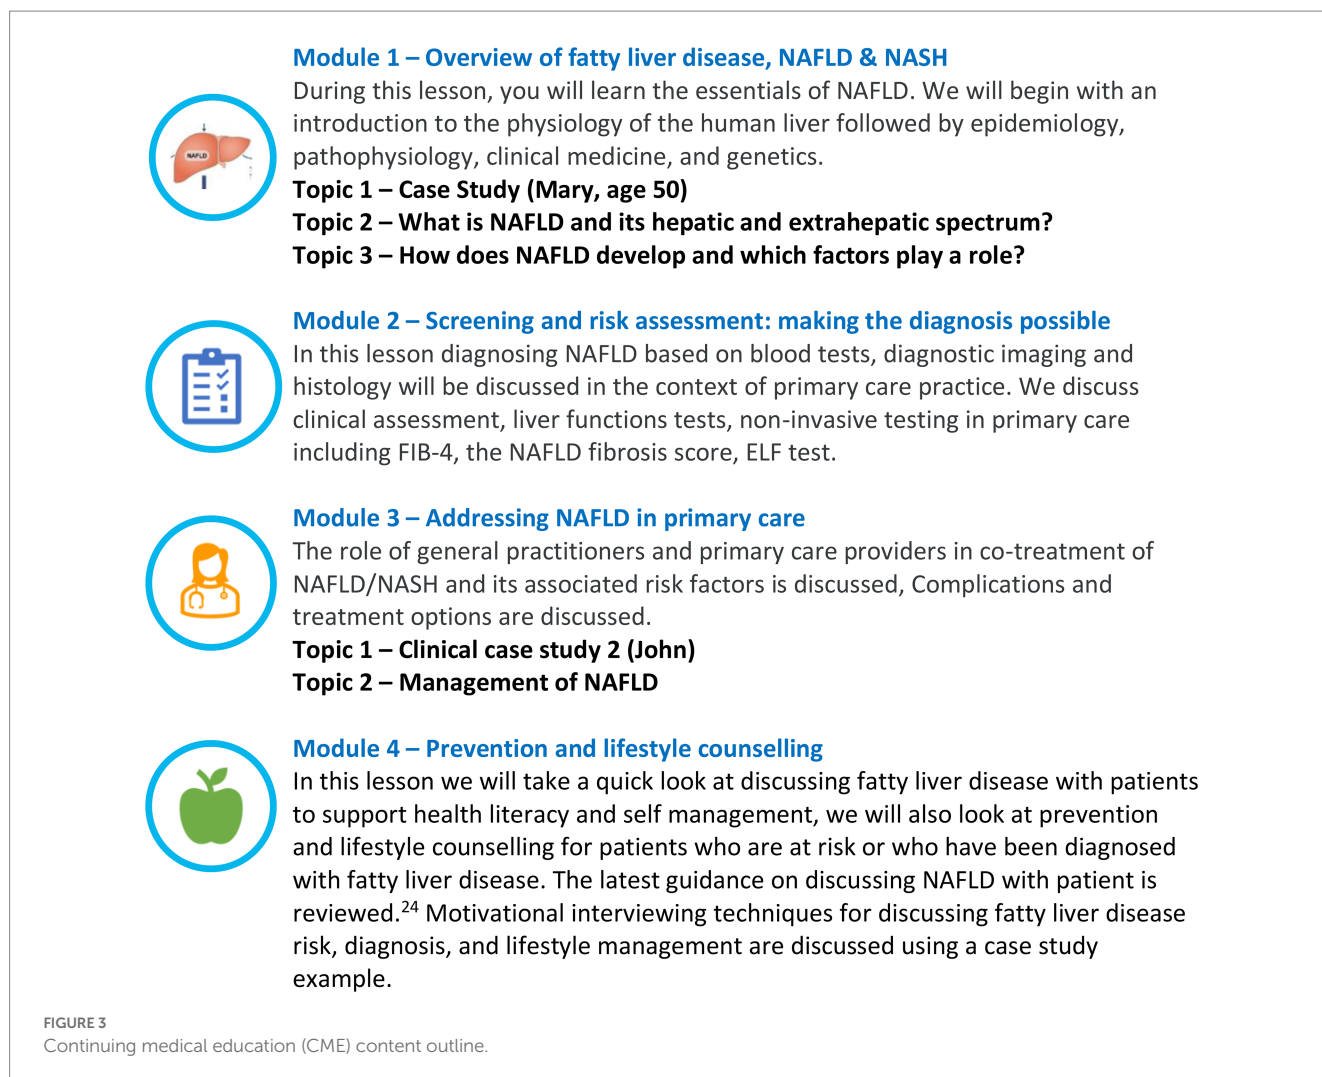 Module 1 – Overview of fatty liver disease, NAFLD & NASH
During this lesson, you will learn the essentials of NAFLD. We will begin with an
introduction to the physiology of the human liver followed by epidemiology,
pathophysiology, clinical medicine, and genetics.
NAFLD
Topic 1 – Case Study (Mary, age 50)
Topic 2 – What is NAFLD and its hepatic and extrahepatic spectrum?
Topic 3 – How does NAFLD develop and which factors play a role?
Module 2 – Screening and risk assessment: making the diagnosis possible
In this lesson diagnosing NAFLD based on blood tests, diagnostic imaging and
histology will be discussed in the context of primary care practice. We discuss
clinical assessment, liver functions tests, non-invasive testing in primary care
including FIB-4, the NAFLD fibrosis score, ELF test.
Module 3 – Addressing NAFLD in primary care
The role of general practitioners and primary care providers in co-treatment of
NAFLD/NASH and its associated risk factors is discussed, Complications and
treatment options are discussed.
Topic 1 – Clinical case study 2 (John)
Topic 2 – Management of NAFLD
Module 4 – Prevention and lifestyle counselling
In this lesson we will take a quick look at discussing fatty liver disease with patients
to support health literacy and self management, we will also look at prevention
and lifestyle counselling for patients who are at risk or who have been diagnosed
with fatty liver disease. The latest guidance on discussing NAFLD with patient is
reviewed.²⁴ Motivational interviewing techniques for discussing fatty liver disease
risk, diagnosis, and lifestyle management are discussed using a case study
example.
FIGURE 3
Continuing medical education (CME) content outline.